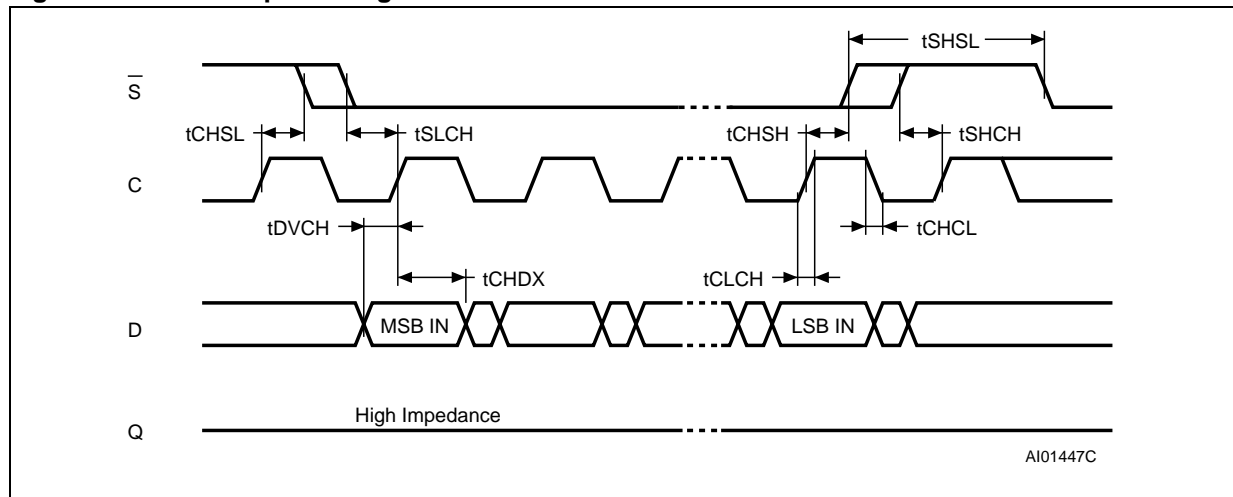 tSHSL
S
tCHSL
tSLCH
tCHSH
tSHCH
C
tDVCH
tCHCL
tCHDX
tCLCH
D
MSB IN
LSB IN
High Impedance
Q
AI01447C